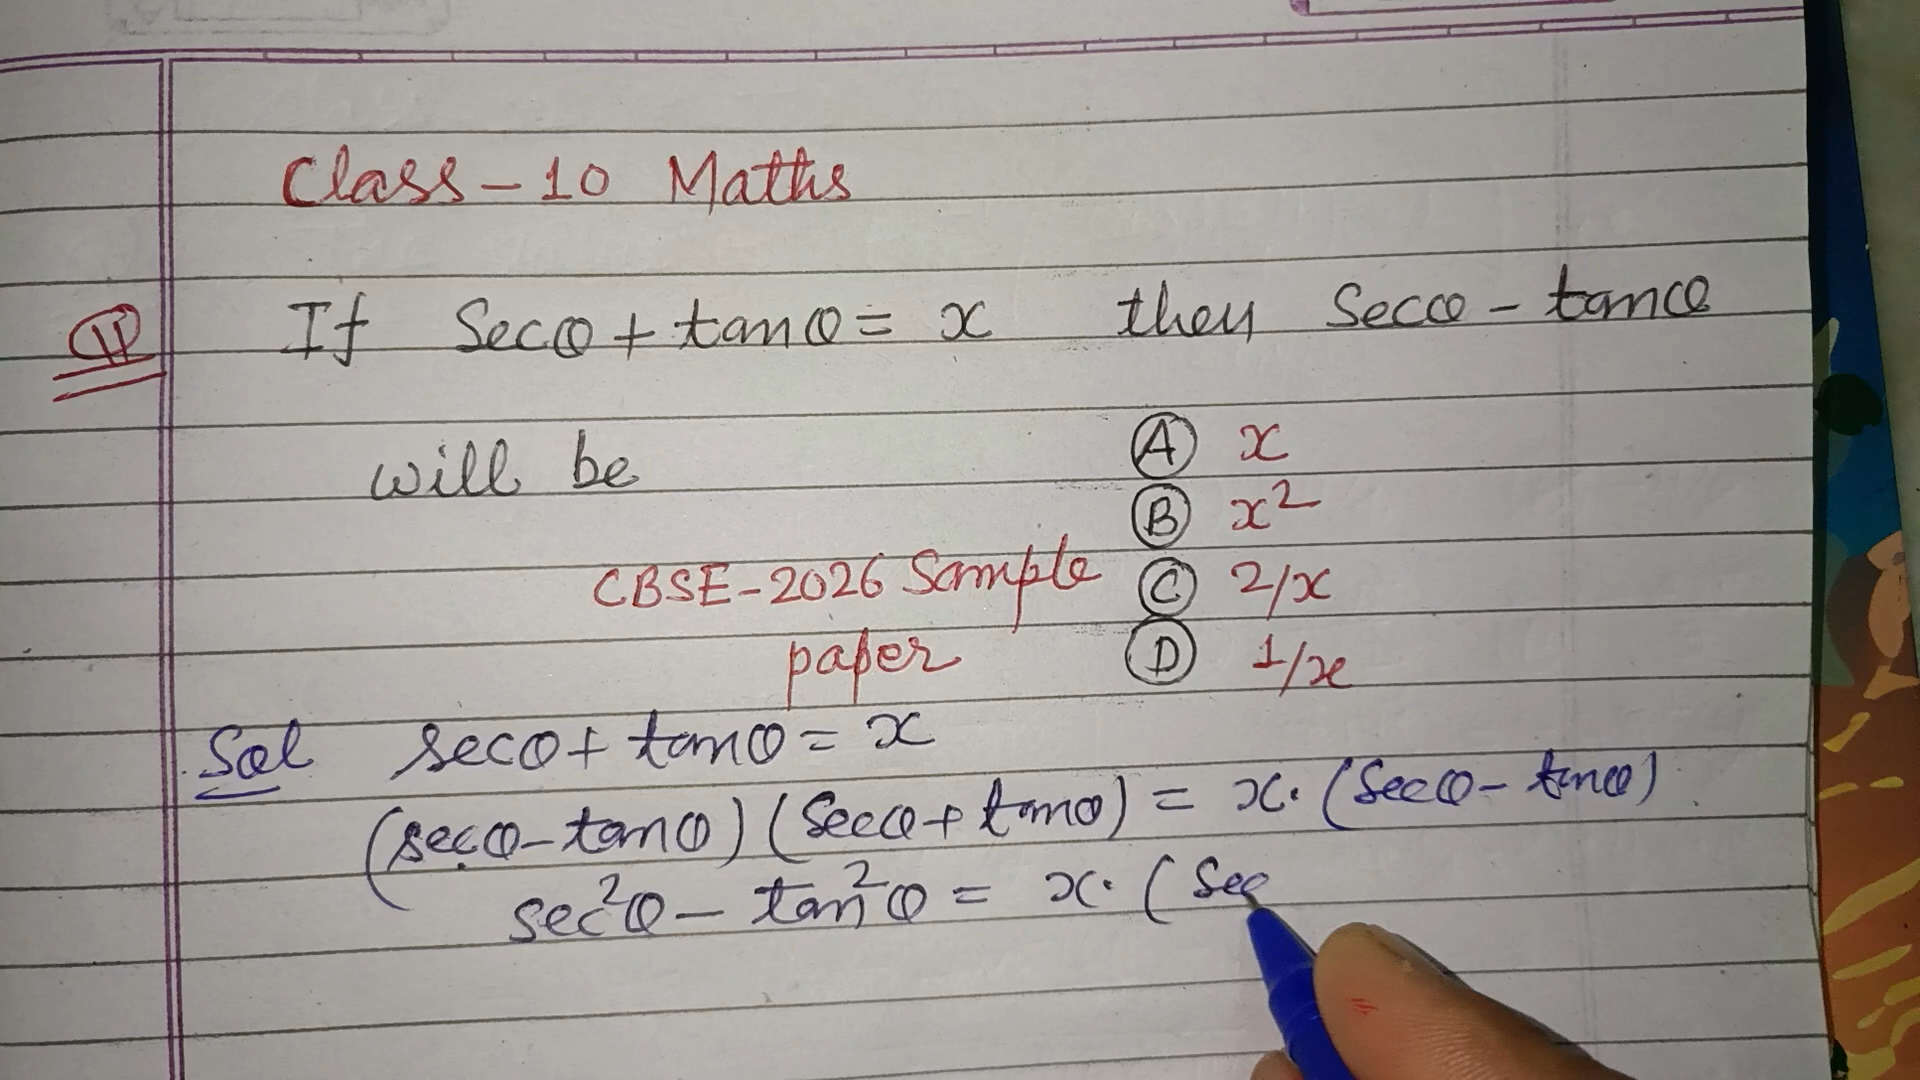 Class-10 Maths
If Secθ + tanθ = x then Secθ - tanθ
will be
Ⓐ x
Ⓑ x²
Ⓒ 2/x
Ⓓ 1/x
CBSE-2026 Sample
paper
Sol secθ + tanθ = x
(secθ - tanθ) (Secθ + tanθ) = x. (Secθ - tanθ)
sec²θ - tan²θ = x. (Sec